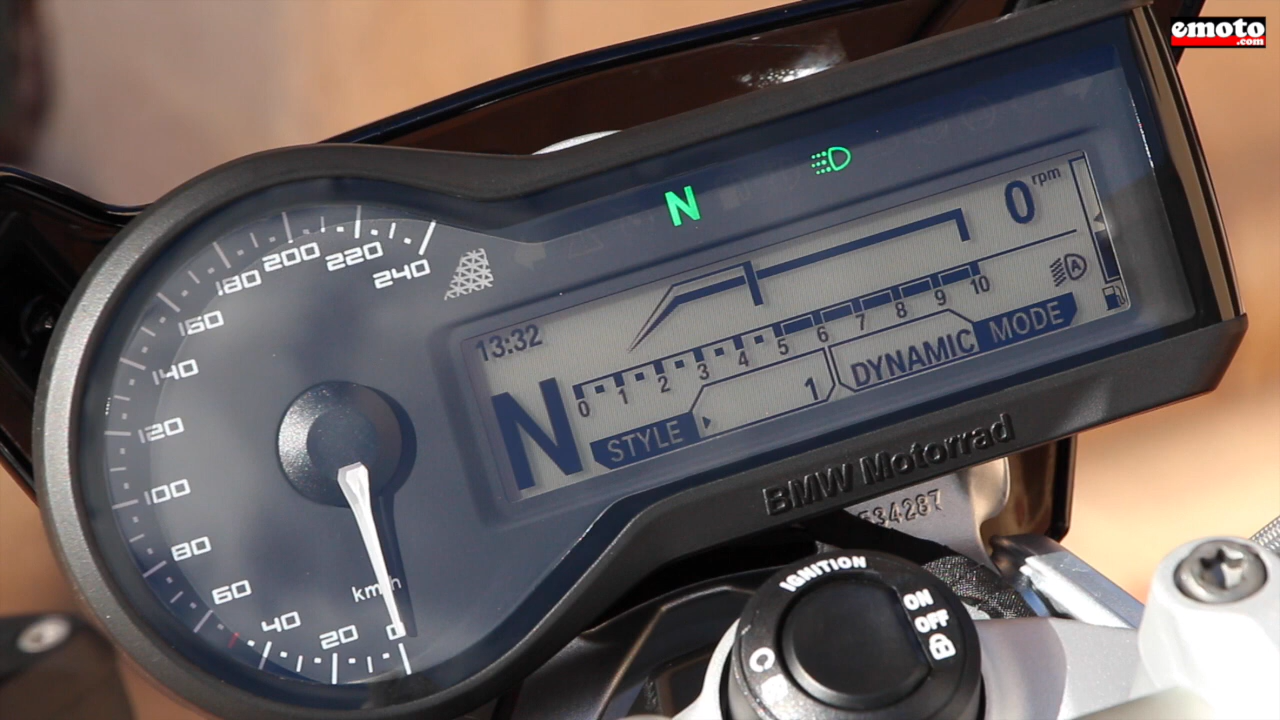 emoto
.com
N
0 rpm
13:32
N
0 1 2 3 4 5 6 7 8 9 10
A
STYLE 1 DYNAMIC MODE
240
220
200
180
160
140
120
100
80
60
40
20
0
km/h
BMW Motorrad
534287
IGNITION
ON
OFF